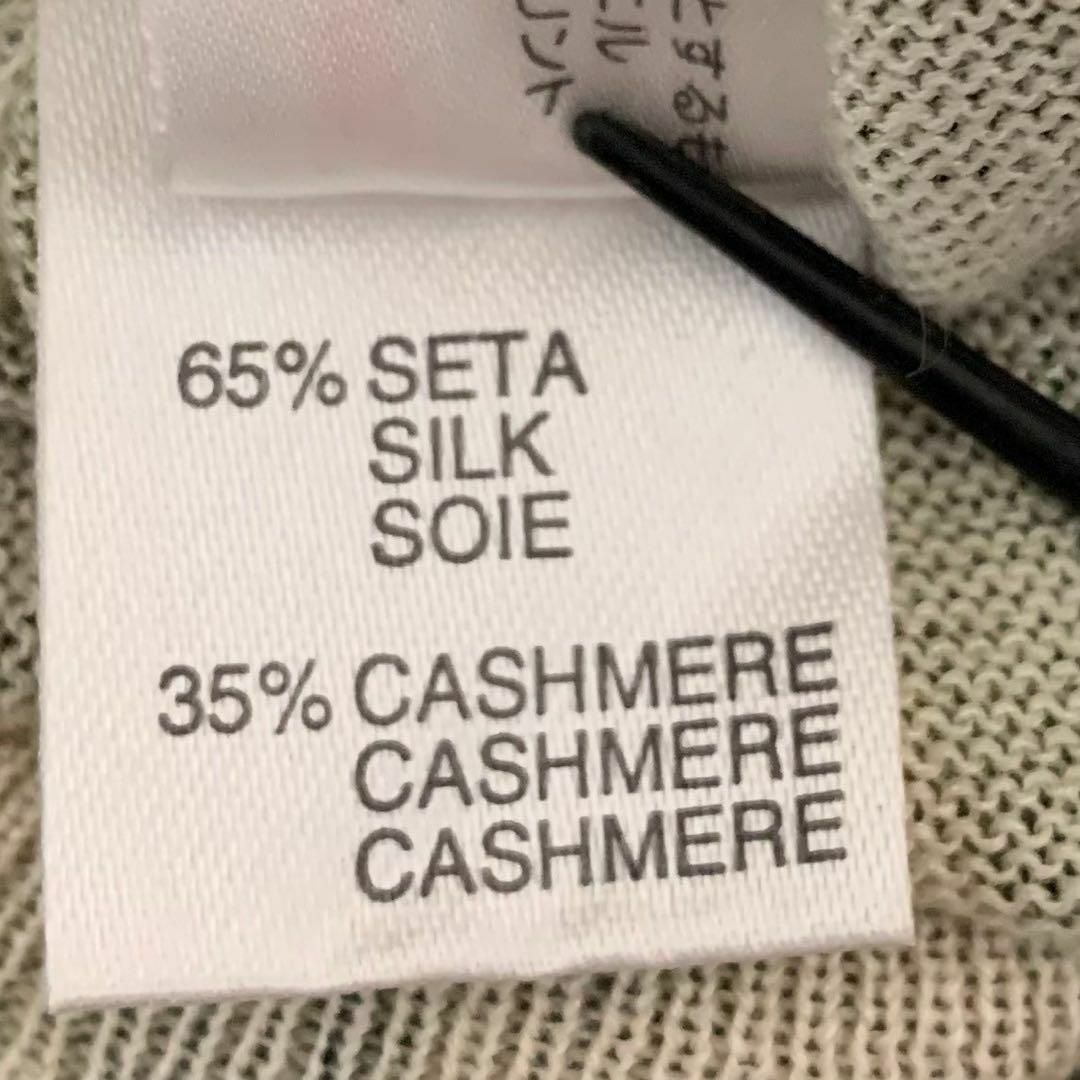 65% SETA
SILK
SOIE
35% CASHMERE
CASHMERE
CASHMERE